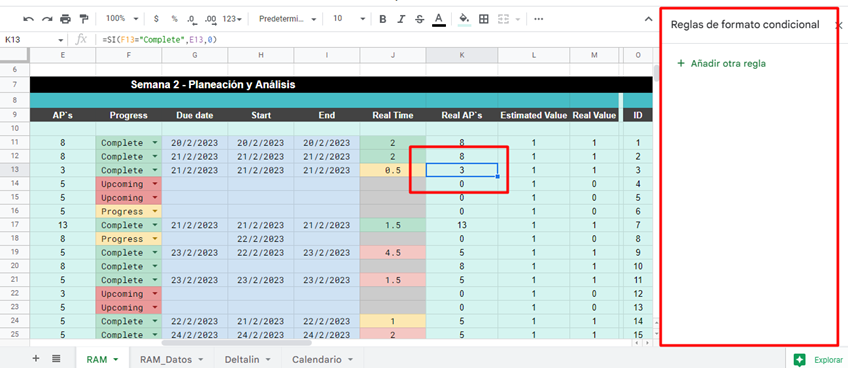 100% $ % .0 .00 123 Predetermi... 10 B I S A
K13 fx =SI(F13="Complete",E13,0)
Reglas de formato condicional
+ Añadir otra regla
E F G H I J K L M O
6
7 Semana 2 - Planeación y Análisis
8
9 AP`s Progress Due date Start End Real Time Real AP`s Estimated Value Real Value ID
10
11 8 Complete 20/2/2023 20/2/2023 20/2/2023 2 8 1 1 1
12 8 Complete 21/2/2023 21/2/2023 21/2/2023 2 8 1 1 2
13 3 Complete 21/2/2023 21/2/2023 21/2/2023 0.5 3 1 1 3
14 5 Upcoming 0 1 0 4
15 5 Upcoming 0 1 0 5
16 5 Progress 0 1 0 6
17 13 Complete 21/2/2023 21/2/2023 21/2/2023 1.5 13 1 1 7
18 8 Progress 22/2/2023 0 1 0 8
19 5 Complete 23/2/2023 22/2/2023 23/2/2023 4.5 5 1 1 9
20 8 Complete 8 1 1 10
21 5 Complete 23/2/2023 23/2/2023 23/2/2023 1.5 5 1 1 11
22 3 Upcoming 0 1 0 12
23 5 Upcoming 0 1 0 13
24 5 Complete 22/2/2023 21/2/2023 22/2/2023 1 5 1 1 14
25 5 Complete 24/2/2023 24/2/2023 24/2/2023 2 5 1 1 15
+ RAM RAM_Datos Deltalin Calendario Explorar